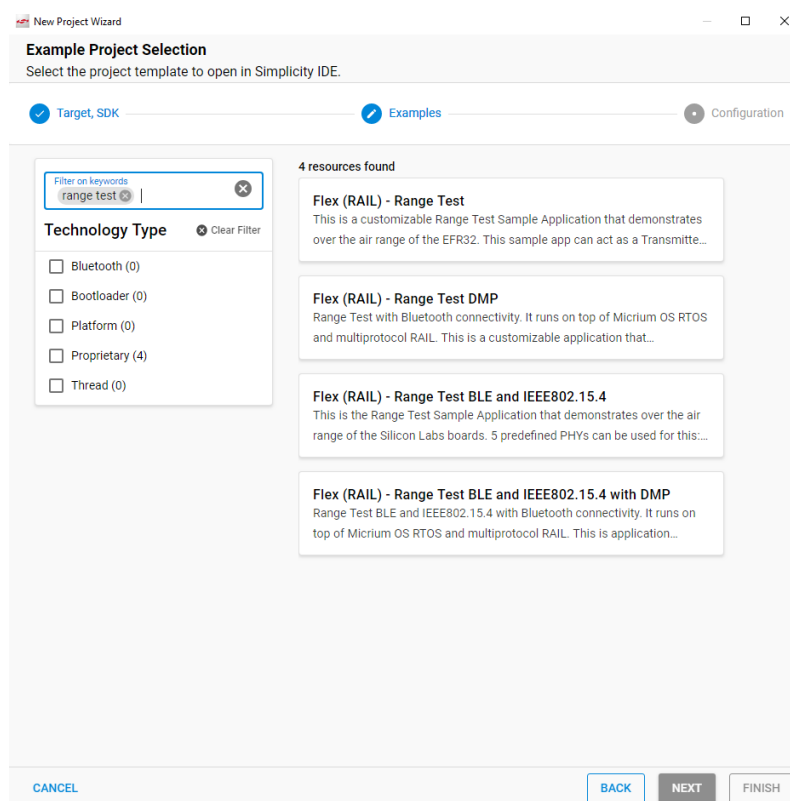 New Project Wizard
Example Project Selection
Select the project template to open in Simplicity IDE.
Target, SDK
Examples
Configuration
Filter on keywords
range test
Technology Type
Clear Filter
Bluetooth (0)
Bootloader (0)
Platform (0)
Proprietary (4)
Thread (0)
4 resources found
Flex (RAIL) - Range Test
This is a customizable Range Test Sample Application that demonstrates
over the air range of the EFR32. This sample app can act as a Transmitte...
Flex (RAIL) - Range Test DMP
Range Test with Bluetooth connectivity. It runs on top of Micrium OS RTOS
and multiprotocol RAIL. This is a customizable application that...
Flex (RAIL) - Range Test BLE and IEEE802.15.4
This is the Range Test Sample Application that demonstrates over the air
range of the Silicon Labs boards. 5 predefined PHYs can be used for this:...
Flex (RAIL) - Range Test BLE and IEEE802.15.4 with DMP
Range Test BLE and IEEE802.15.4 with Bluetooth connectivity. It runs on
top of Micrium OS RTOS and multiprotocol RAIL. This is application...
CANCEL
BACK
NEXT
FINISH